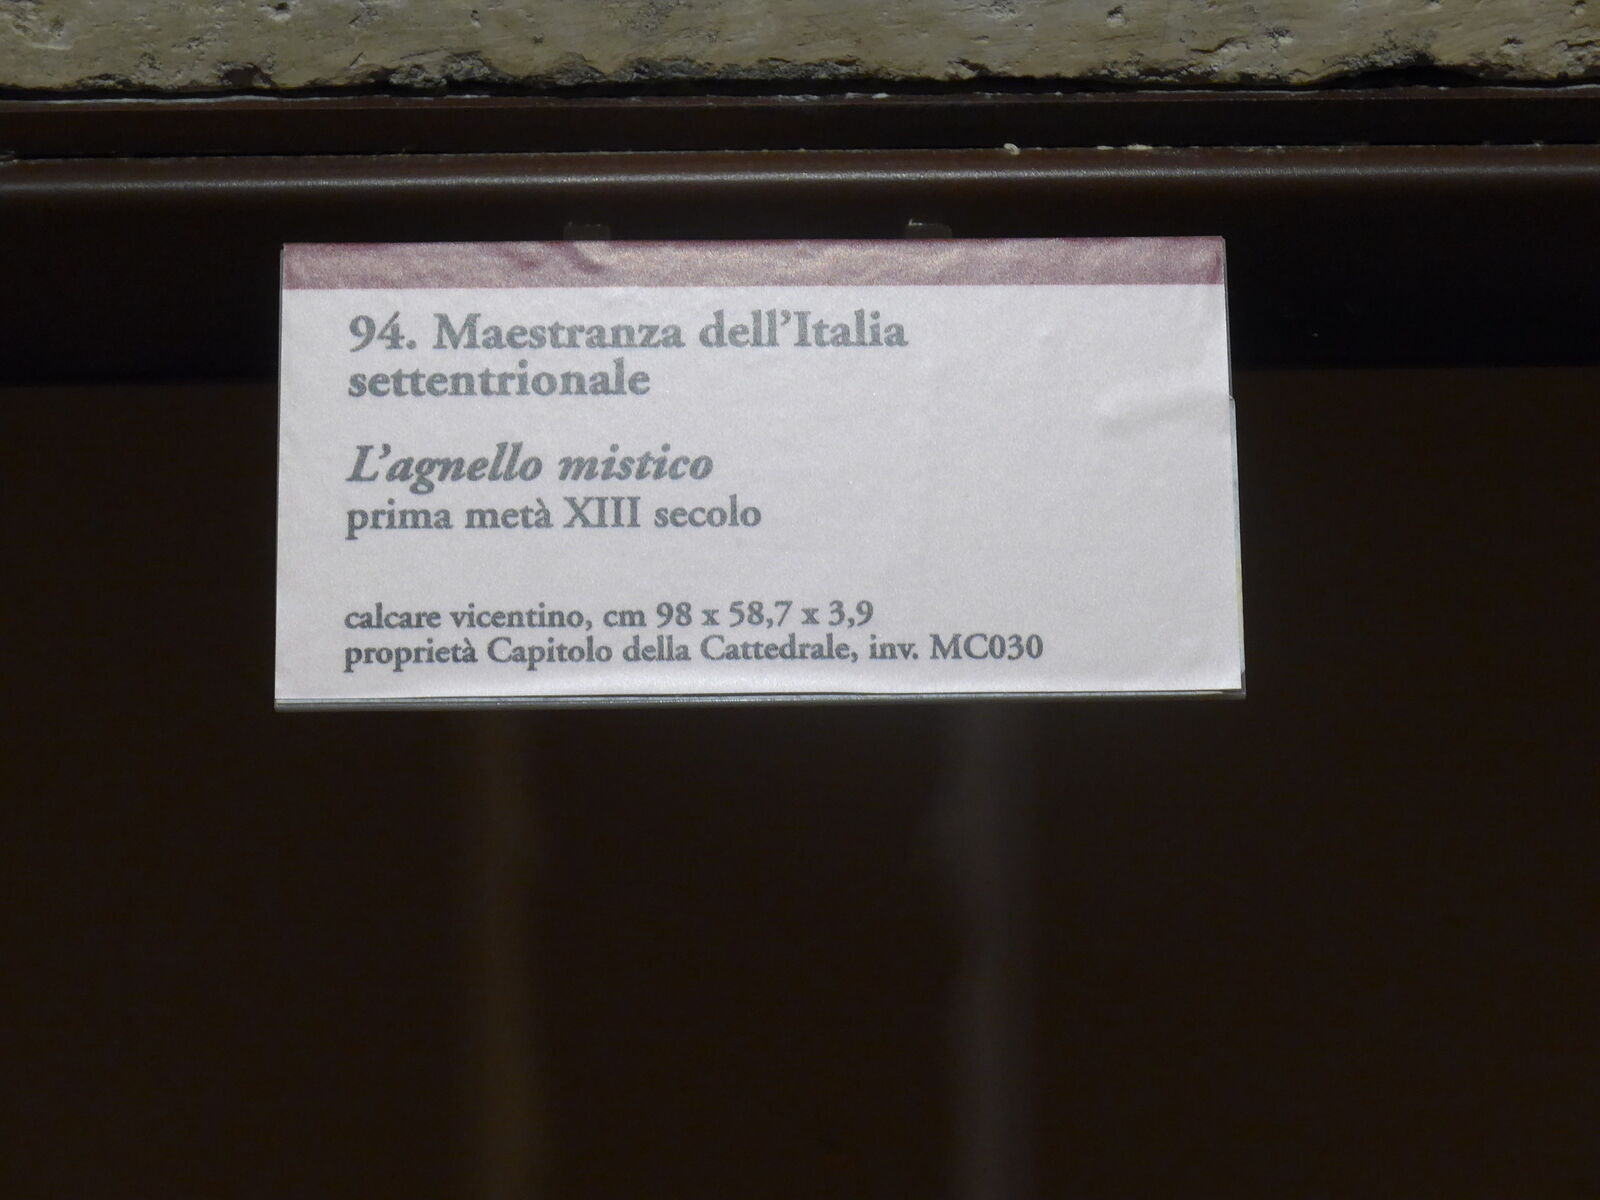 94. Maestranza dell’Italia
settentrionale
L’agnello mistico
prima metà XIII secolo
calcare vicentino, cm 98 x 58,7 x 3,9
proprietà Capitolo della Cattedrale, inv. MC030